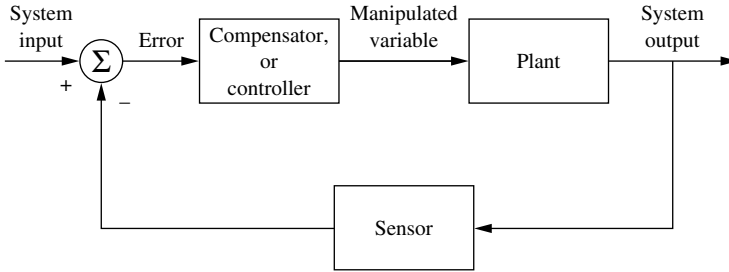 System
input
+
Σ
−
Error
Compensator,
or
controller
Manipulated
variable
Plant
System
output
Sensor